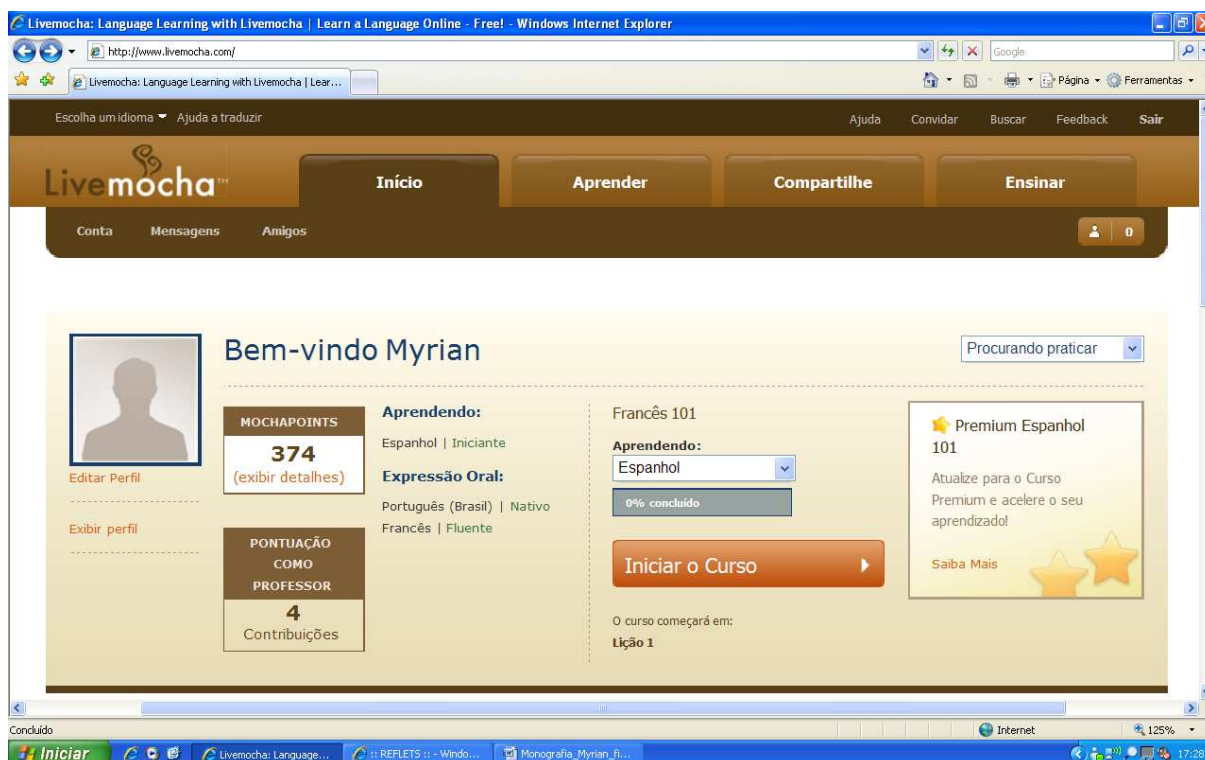 Livemocha: Language Learning with Livemocha | Learn a Language Online - Free! - Windows Internet Explorer
http://www.livemocha.com/
Google
Livemocha: Language Learning with Livemocha | Lear...
Página
Ferramentas
Escolha um idioma
Ajuda a traduzir
Ajuda
Convidar
Buscar
Feedback
Sair
Livemocha™
Início
Aprender
Compartilhe
Ensinar
Conta
Mensagens
Amigos
0
Bem-vindo Myrian
Procurando praticar
Editar Perfil
Exibir perfil
MOCHAPOINTS
374
(exibir detalhes)
PONTUAÇÃO
COMO
PROFESSOR
4
Contribuições
Aprendendo:
Espanhol | Iniciante
Expressão Oral:
Português (Brasil) | Nativo
Francês | Fluente
Francês 101
Aprendendo:
Espanhol
0% concluído
Iniciar o Curso
O curso começará em:
Lição 1
Premium Espanhol
101
Atualize para o Curso
Premium e acelere o seu
aprendizado!
Saiba Mais
Concluído
Internet
125%
Iniciar
Livemocha: Language...
:: REFLETS :: - Windo...
Monografia_Myrian_fi...
17:28